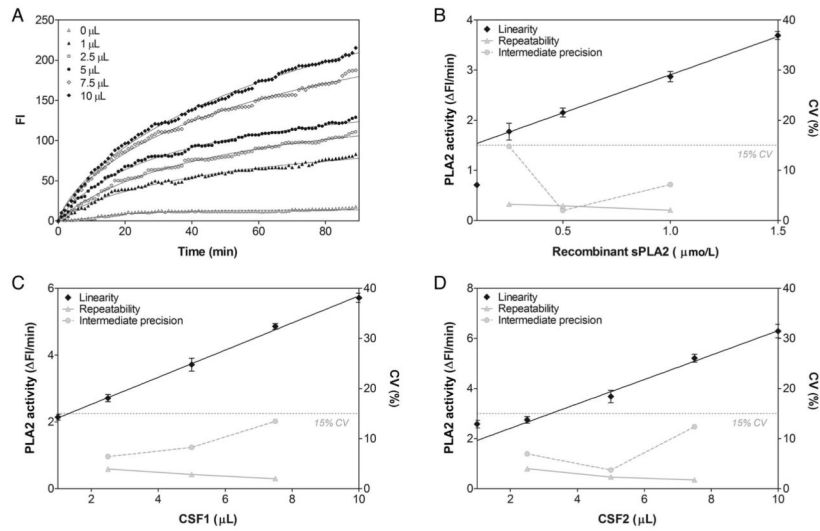 A
250
200
150
100
50
0
FI
0 μL
1 μL
2.5 μL
5 μL
7.5 μL
10 μL
0 20 40 60 80
Time (min)
B
4
3
2
1
0
PLA2 activity (ΔFI/min)
Linearity
Repeatability
Intermediate precision
15% CV
40
30
20
10
0
CV (%)
0.5 1.0 1.5
Recombinant sPLA2 ( μmo/L)
C
6
4
2
0
PLA2 activity (ΔFI/min)
Linearity
Repeatability
Intermediate precision
15% CV
40
30
20
10
0
CV (%)
2 4 6 8 10
CSF1 (μL)
D
8
6
4
2
0
PLA2 activity (ΔFI/min)
Linearity
Repeatability
Intermediate precision
15% CV
40
30
20
10
0
CV (%)
2 4 6 8 10
CSF2 (μL)